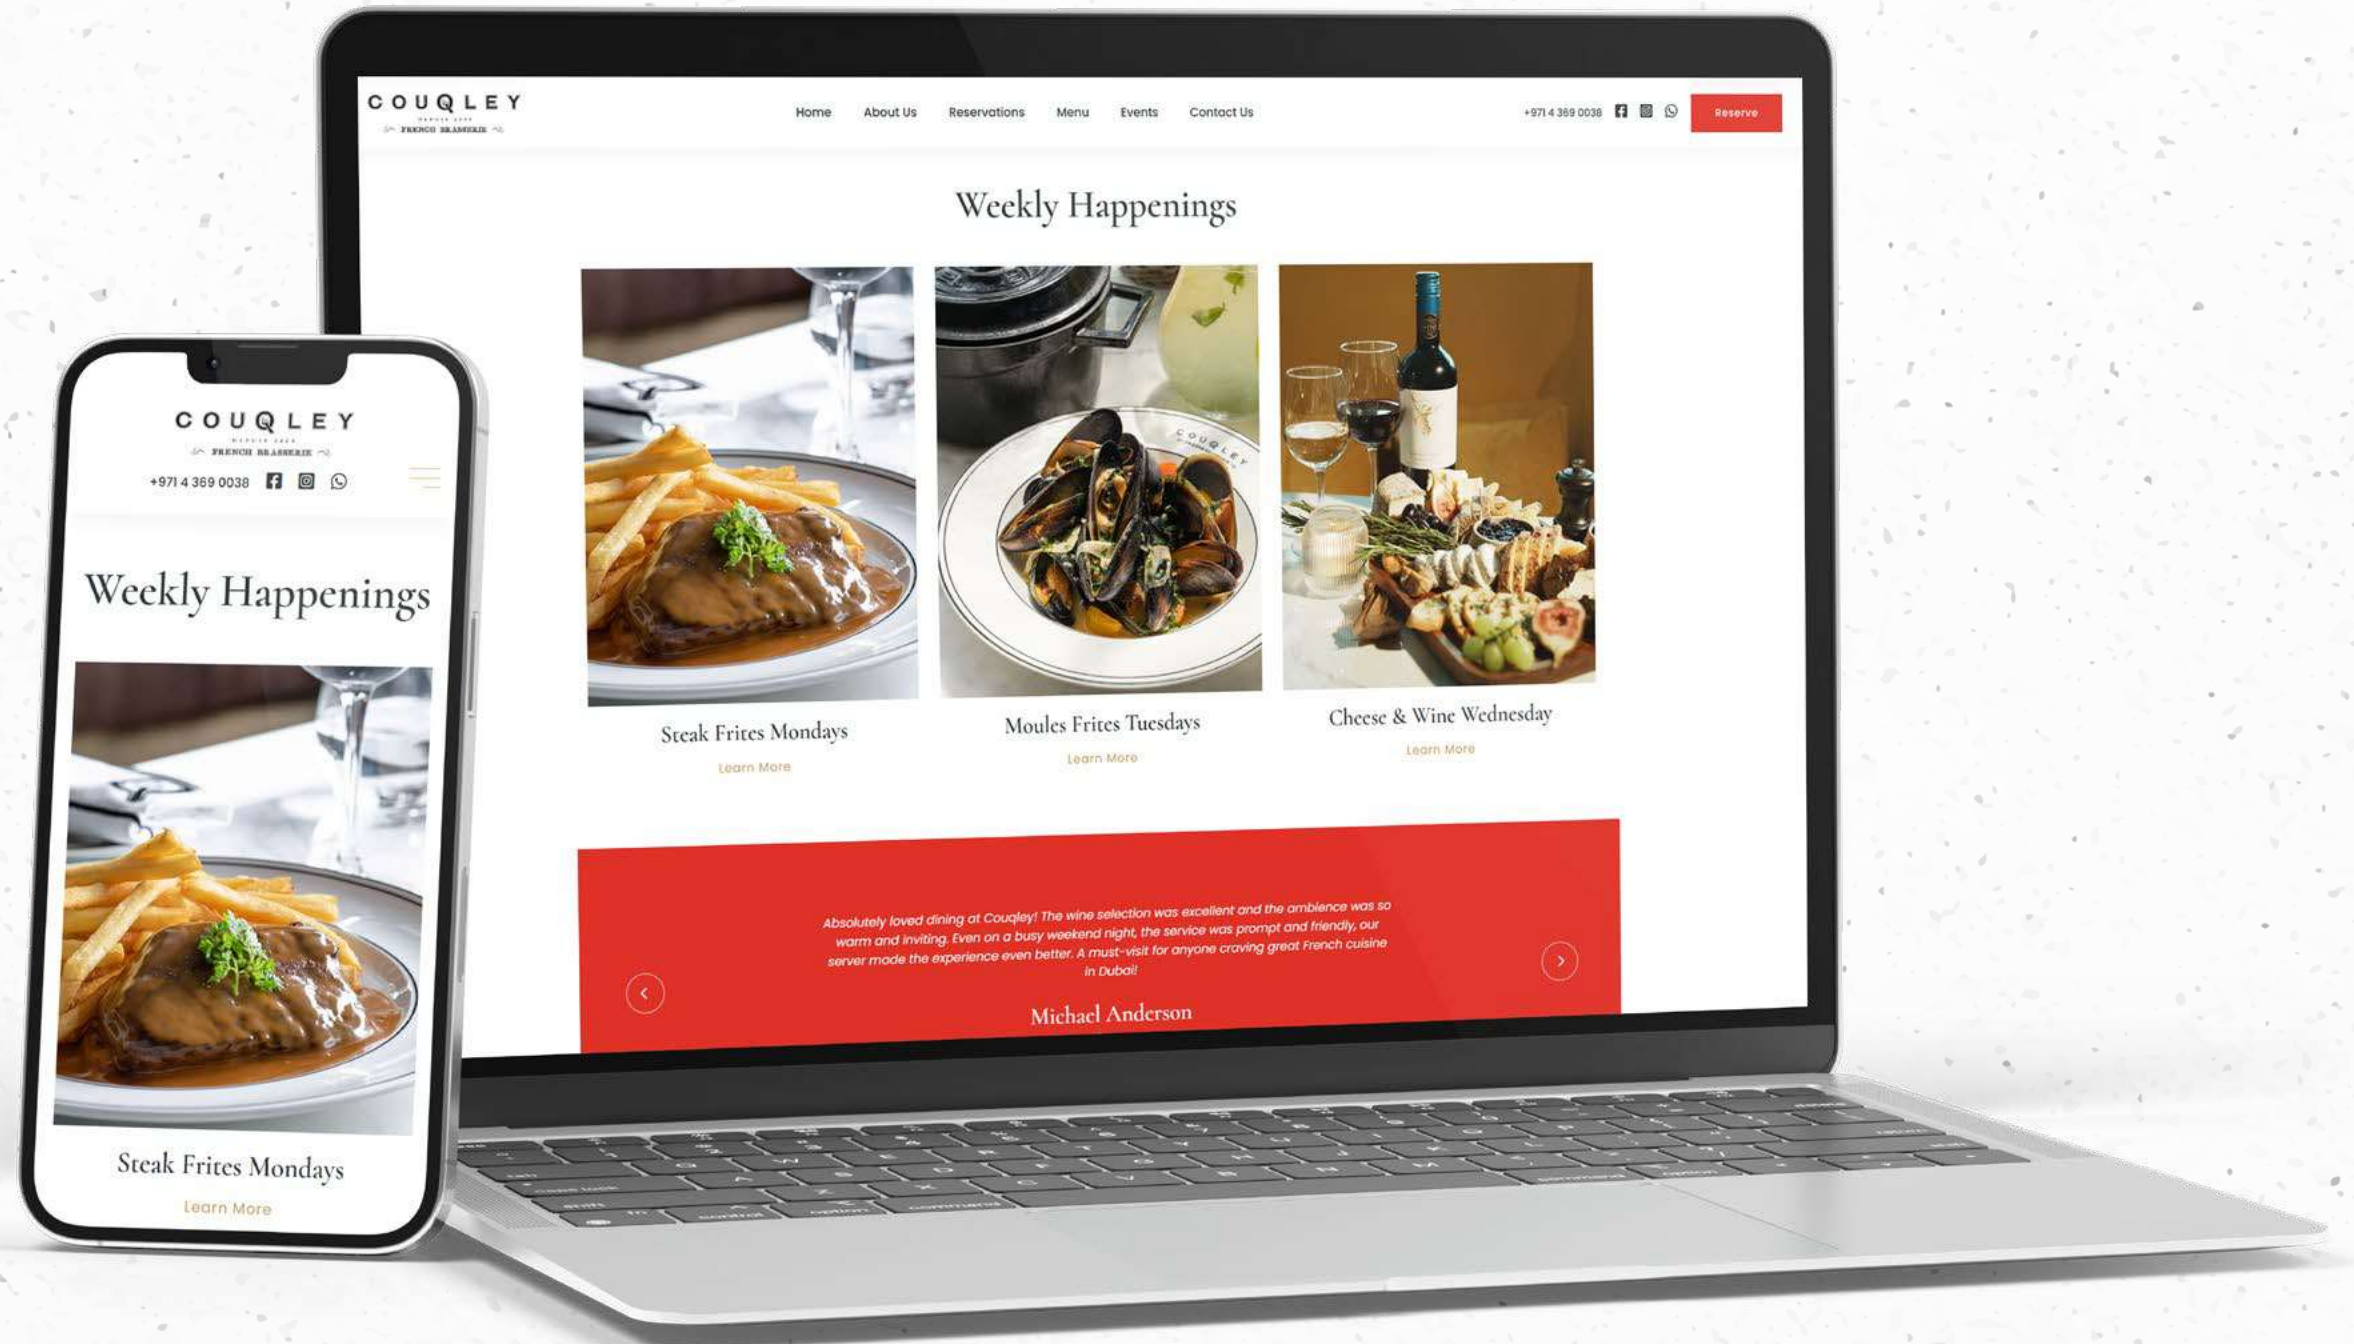 COUQLEY
FRENCH BRASSERIE
Home About Us Reservations Menu Events Contact Us
+971 4 369 0038
Reserve
Weekly Happenings
Steak Frites Mondays
Learn More
Moules Frites Tuesdays
Learn More
Cheese & Wine Wednesday
Learn More
COUQLEY
Absolutely loved dining at Couqley! The wine selection was excellent and the ambience was so
warm and inviting. Even on a busy weekend night, the service was prompt and friendly, our
server made the experience even better. A must-visit for anyone craving great French cuisine
in Dubai!
Michael Anderson
COUQLEY
FRENCH BRASSERIE
+971 4 369 0038
Weekly Happenings
Steak Frites Mondays
Learn More
control option command